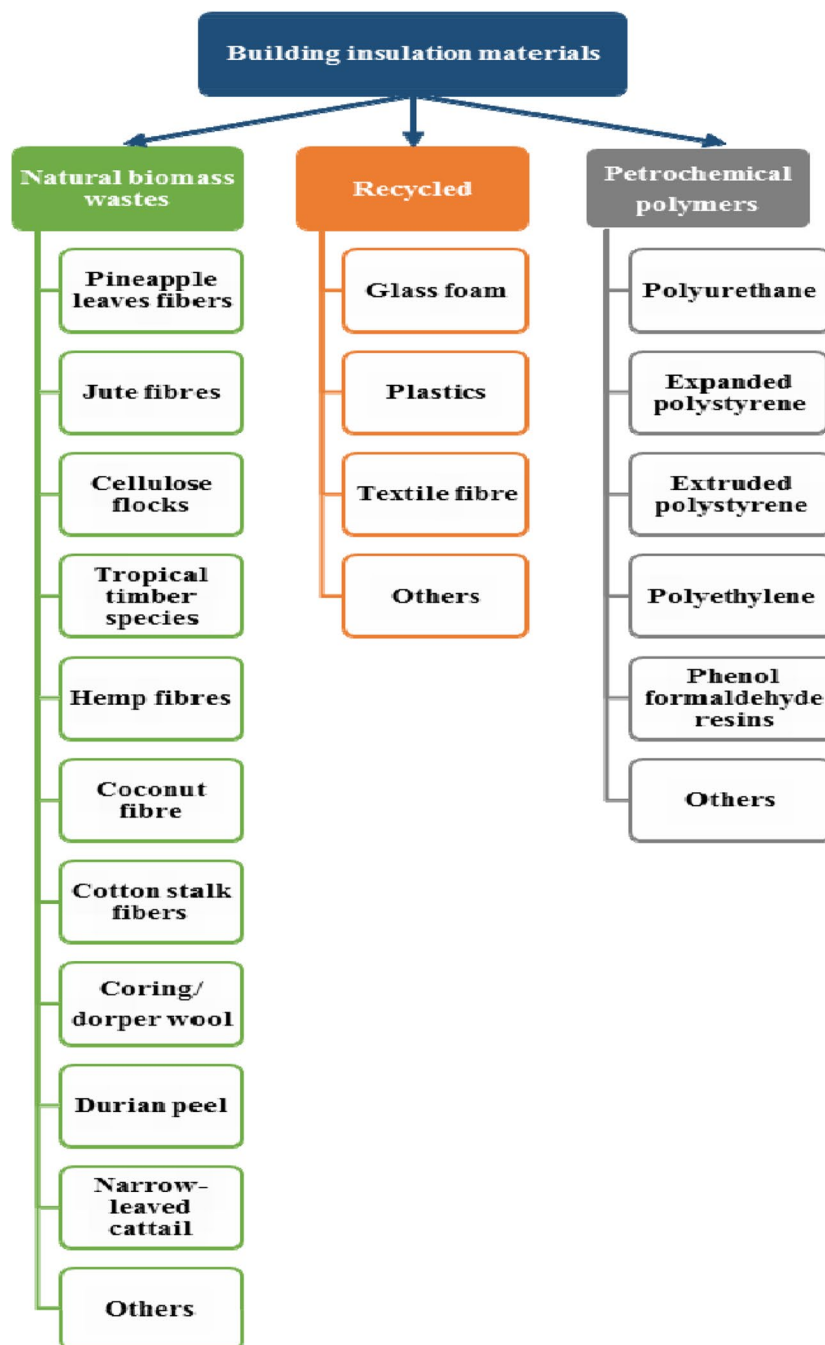 Building insulation materials
Natural biomass
wastes
Pineapple
leaves fibers
Jute fibres
Cellulose
flocks
Tropical
timber
species
Hemp fibres
Coconut
fibre
Cotton stalk
fibers
Coring/
dorper wool
Durian peel
Narrow-
leaved
cattail
Others
Recycled
Glass foam
Plastics
Textile fibre
Others
Petrochemical
polymers
Polyurethane
Expanded
polystyrene
Extruded
polystyrene
Polyethylene
Phenol
formaldehyde
resins
Others